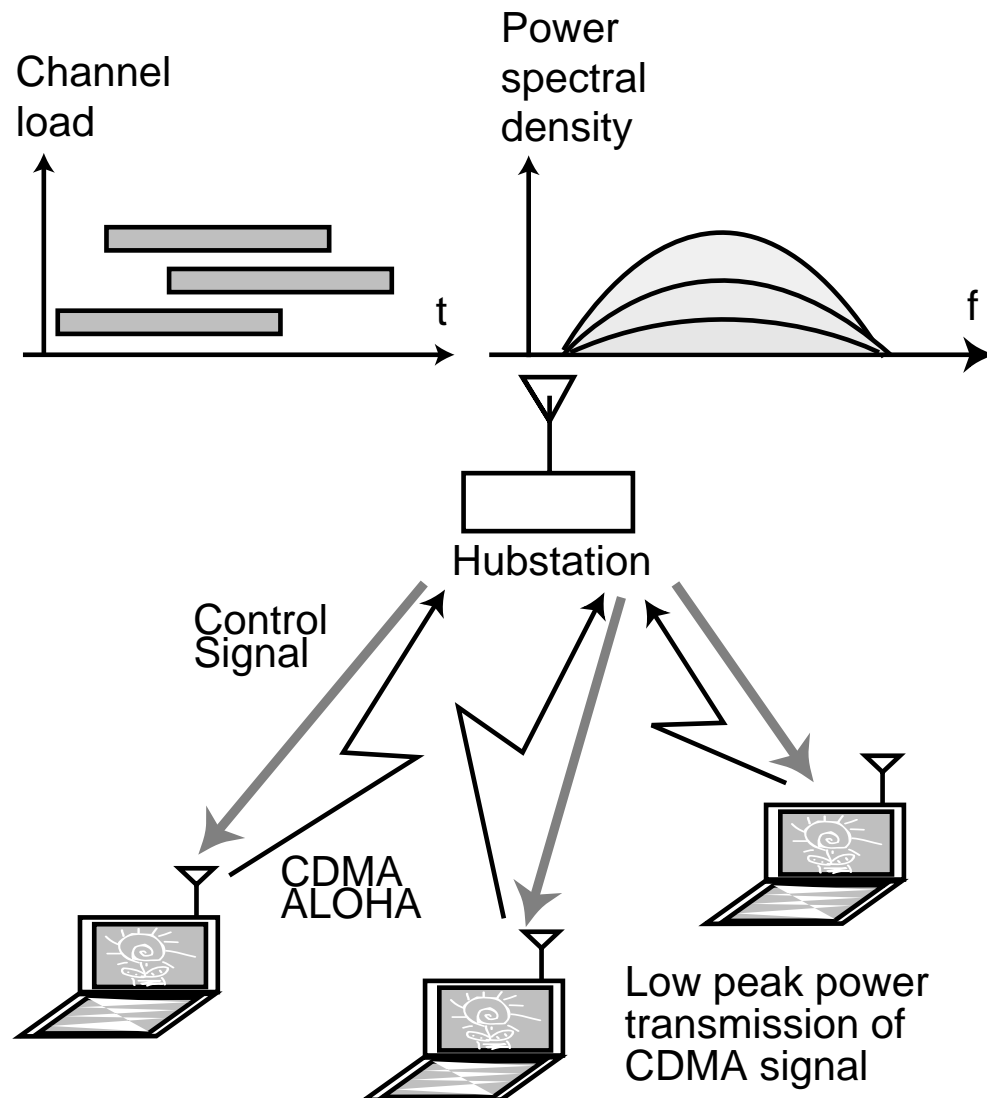 Channel
load
Power
spectral
density
t
f
Hubstation
Control
Signal
CDMA
ALOHA
Low peak power
transmission of
CDMA signal